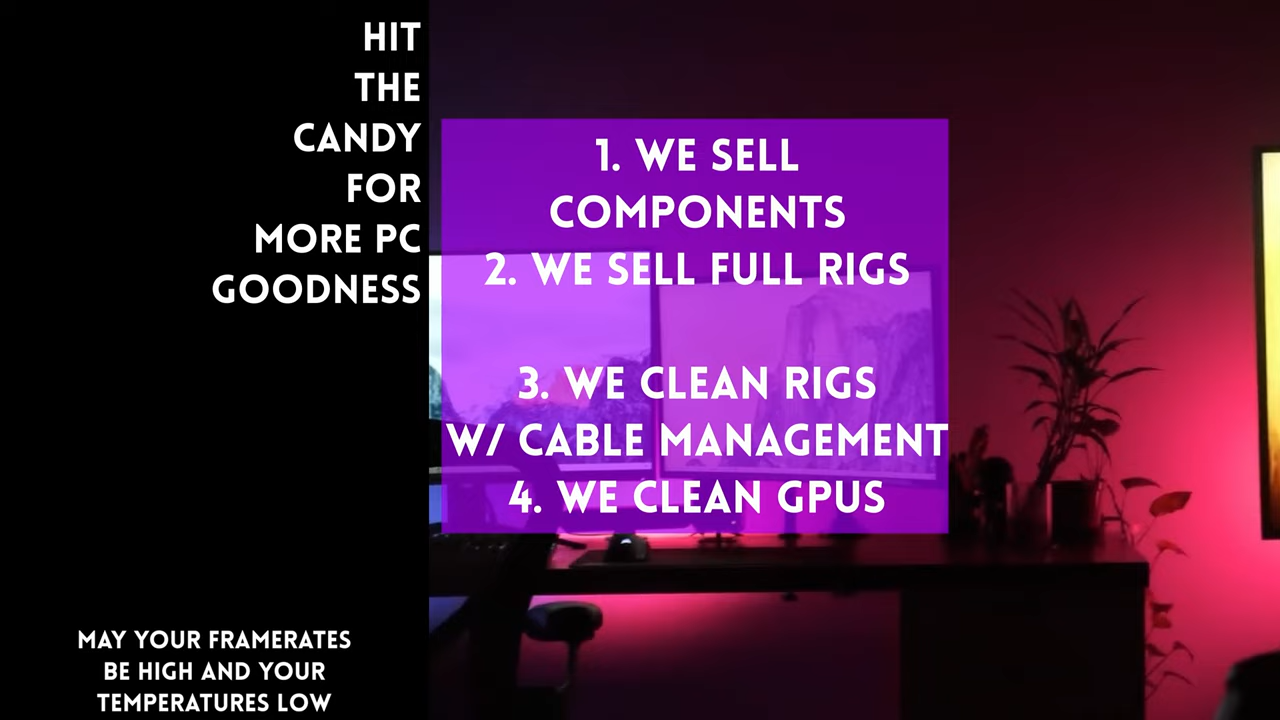 HIT
THE
CANDY
FOR
MORE PC
GOODNESS
1. WE SELL
COMPONENTS
2. WE SELL FULL RIGS
3. WE CLEAN RIGS
W/ CABLE MANAGEMENT
4. WE CLEAN GPUS
MAY YOUR FRAMERATES
BE HIGH AND YOUR
TEMPERATURES LOW